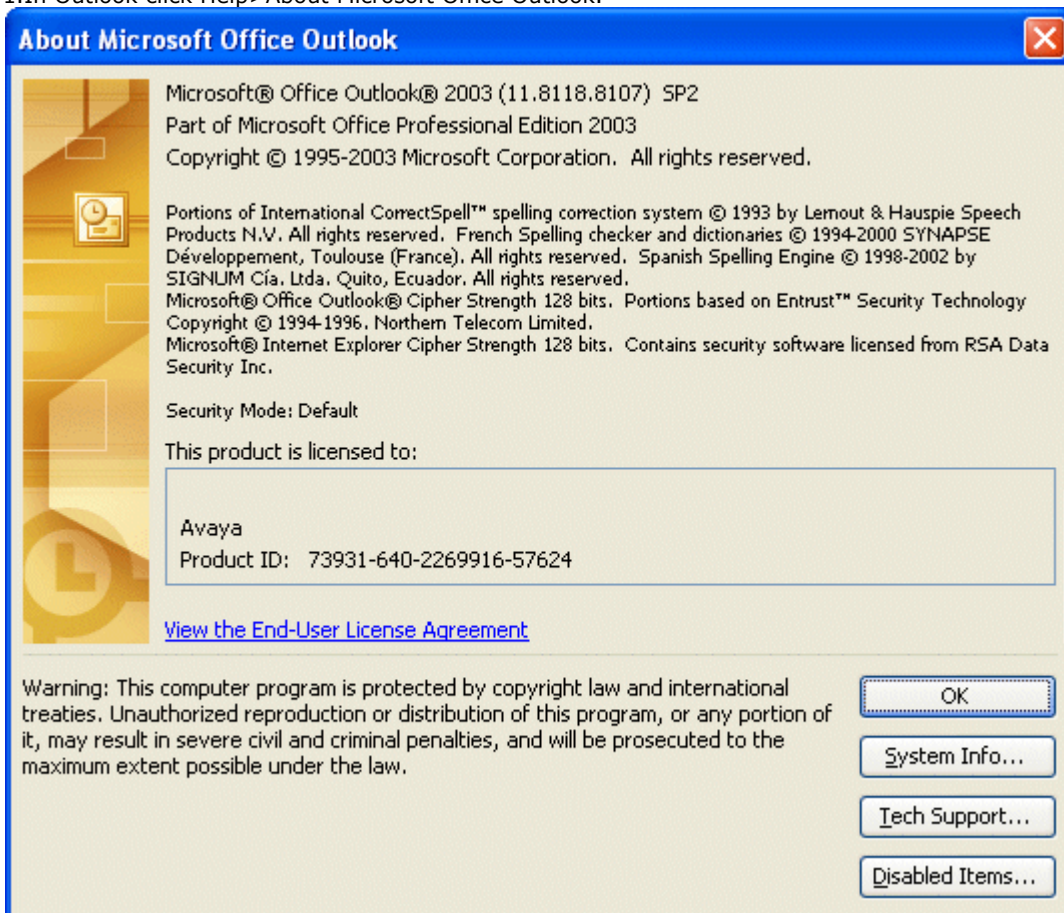 1.In Outlook click Help>About Microsoft Office Outlook.
About Microsoft Office Outlook
Microsoft® Office Outlook® 2003 (11.8118.8107) SP2
Part of Microsoft Office Professional Edition 2003
Copyright © 1995-2003 Microsoft Corporation. All rights reserved.
Portions of International CorrectSpell™ spelling correction system © 1993 by Lernout & Hauspie Speech
Products N.V. All rights reserved. French Spelling checker and dictionaries © 1994-2000 SYNAPSE
Développement, Toulouse (France). All rights reserved. Spanish Spelling Engine © 1998-2002 by
SIGNUM Cía. Ltda. Quito, Ecuador. All rights reserved.
Microsoft® Office Outlook® Cipher Strength 128 bits. Portions based on Entrust™ Security Technology
Copyright © 1994-1996. Northern Telecom Limited.
Microsoft® Internet Explorer Cipher Strength 128 bits. Contains security software licensed from RSA Data
Security Inc.
Security Mode: Default
This product is licensed to:
Avaya
Product ID: 73931-640-2269916-57624
View the End-User License Agreement
Warning: This computer program is protected by copyright law and international
treaties. Unauthorized reproduction or distribution of this program, or any portion of
it, may result in severe civil and criminal penalties, and will be prosecuted to the
maximum extent possible under the law.
OK
System Info...
Tech Support...
Disabled Items...